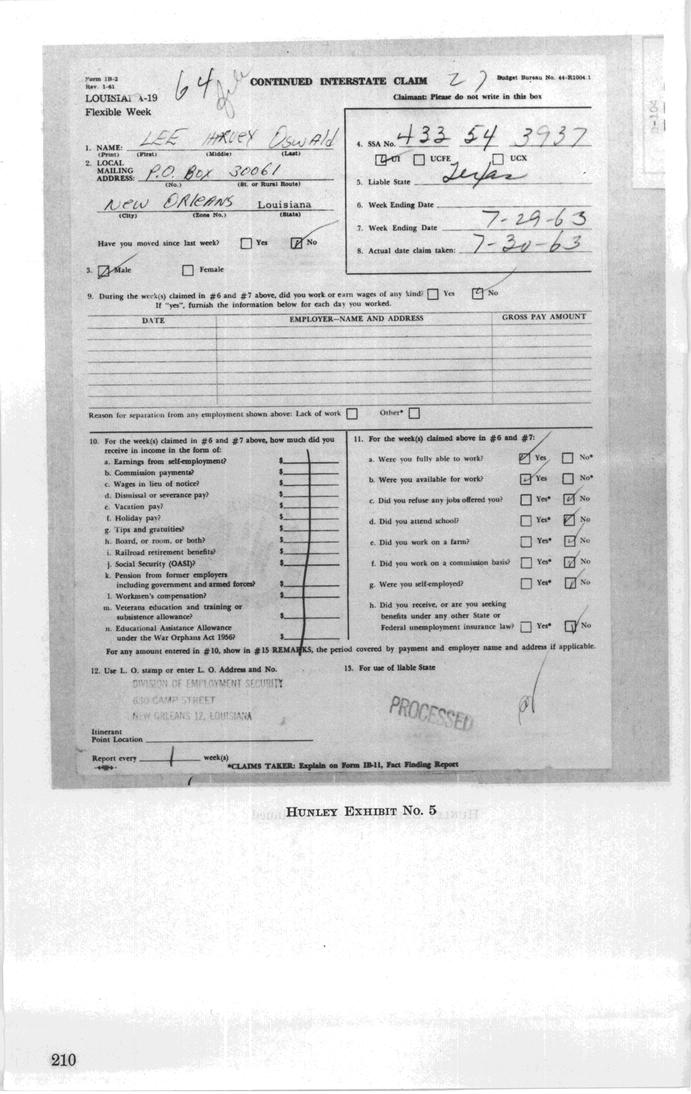 Form IB-2
Rev. 1-61
64
CONTINUED INTERSTATE CLAIM
Budget Bureau No. 44-R1004.1
LOUISIANA-19
Flexible Week
Claimant: Please do not write in this box
1. NAME: LEE HARVEY Oswald
(Print) (First) (Middle) (Last)
2. LOCAL MAILING ADDRESS: P.O. Box 30061
(No.) (St. or Rural Route)
New ORLEANS Louisiana
(City) (Zone No.) (State)
Have you moved since last week? Yes No
3. Male Female
4. SSA No. 433 54 3937
UI UCFE UCX
5. Liable State Texas
6. Week Ending Date
7. Week Ending Date 7-29-63
8. Actual date claim taken: 7-30-63
9. During the week(s) claimed in #6 and #7 above, did you work or earn wages of any kind? Yes No
If "yes", furnish the information below for each day you worked.
DATE EMPLOYER—NAME AND ADDRESS GROSS PAY AMOUNT
Reason for separation from any employment shown above: Lack of work Other*
10. For the week(s) claimed in #6 and #7 above, how much did you
receive in income in the form of:
a. Earnings from self-employment? $
b. Commission payments? $
c. Wages in lieu of notice? $
d. Dismissal or severance pay? $
e. Vacation pay? $
f. Holiday pay? $
g. Tips and gratuities? $
h. Board, or room, or both? $
i. Railroad retirement benefits? $
j. Social Security (OASI)? $
k. Pension from former employers
including government and armed forces? $
l. Workmen's compensation? $
m. Veterans education and training or
subsistence allowance? $
n. Educational Assistance Allowance
under the War Orphans Act 1956? $
11. For the week(s) claimed above in #6 and #7:
a. Were you fully able to work? Yes No*
b. Were you available for work? Yes No*
c. Did you refuse any jobs offered you? Yes* No
d. Did you attend school? Yes* No
e. Did you work on a farm? Yes* No
f. Did you work on a commission basis? Yes* No
g. Were you self-employed? Yes* No
h. Did you receive, or are you seeking
benefits under any other State or
Federal unemployment insurance law? Yes* No
For any amount entered in #10, show in #15 REMARKS, the period covered by payment and employer name and address if applicable.
12. Use L. O. stamp or enter L. O. Address and No.
DIVISION OF EMPLOYMENT SECURITY
630 CAMP STREET
NEW ORLEANS 12, LOUISIANA
Itinerant
Point Location
Report every 1 week(s)
15. For use of liable State
PROCESSED
*CLAIMS TAKER: Explain on Form IB-11, Fact Finding Report
HUNLEY EXHIBIT No. 5
210